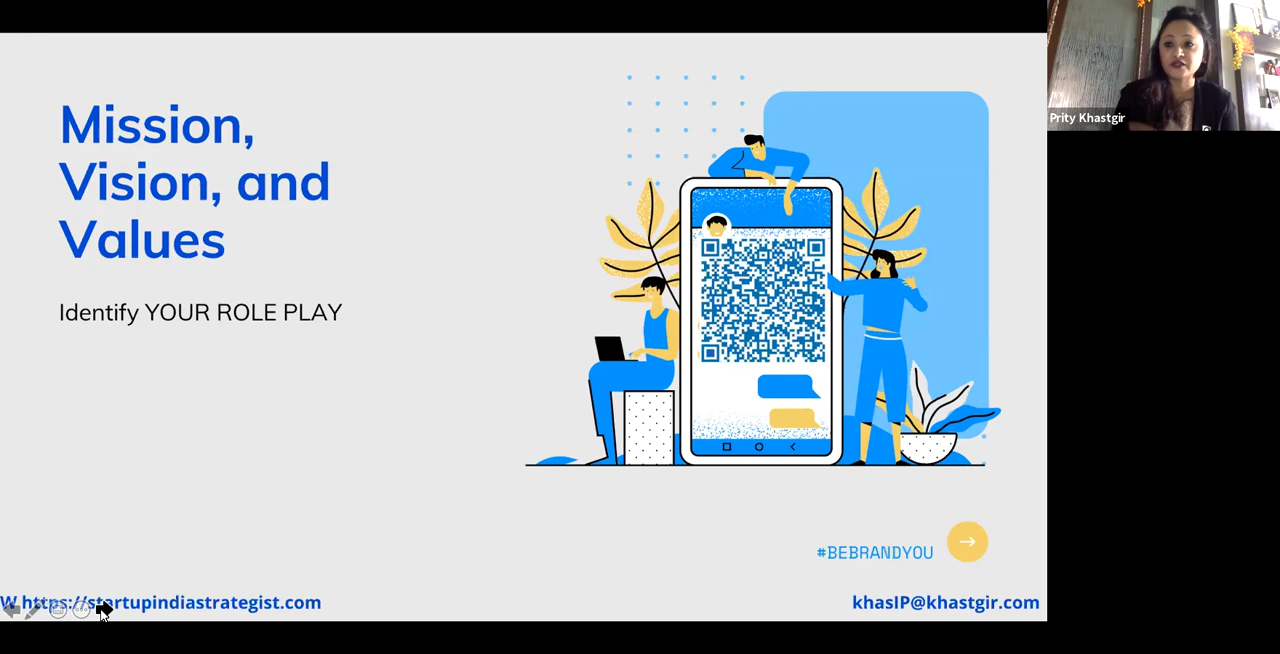 Mission,
Vision, and
Values
Identify YOUR ROLE PLAY
#BEBRANDYOU
W https://startupindiastrategist.com
khasIP@khastgir.com
Prity Khastgir